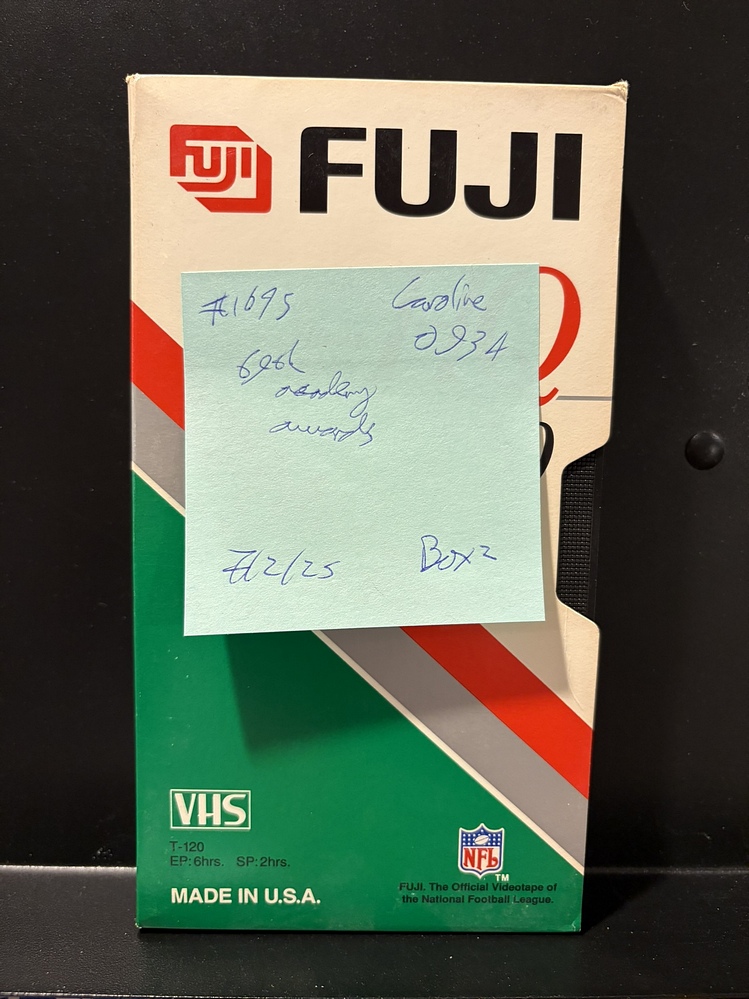 FUJI
FUJI
#1695
Caroline
0934
academy
awards
7/2/25
Box 2
VHS
T-120
EP: 6hrs. SP: 2hrs.
MADE IN U.S.A.
NFL
TM
FUJI. The Official Videotape of
the National Football League.